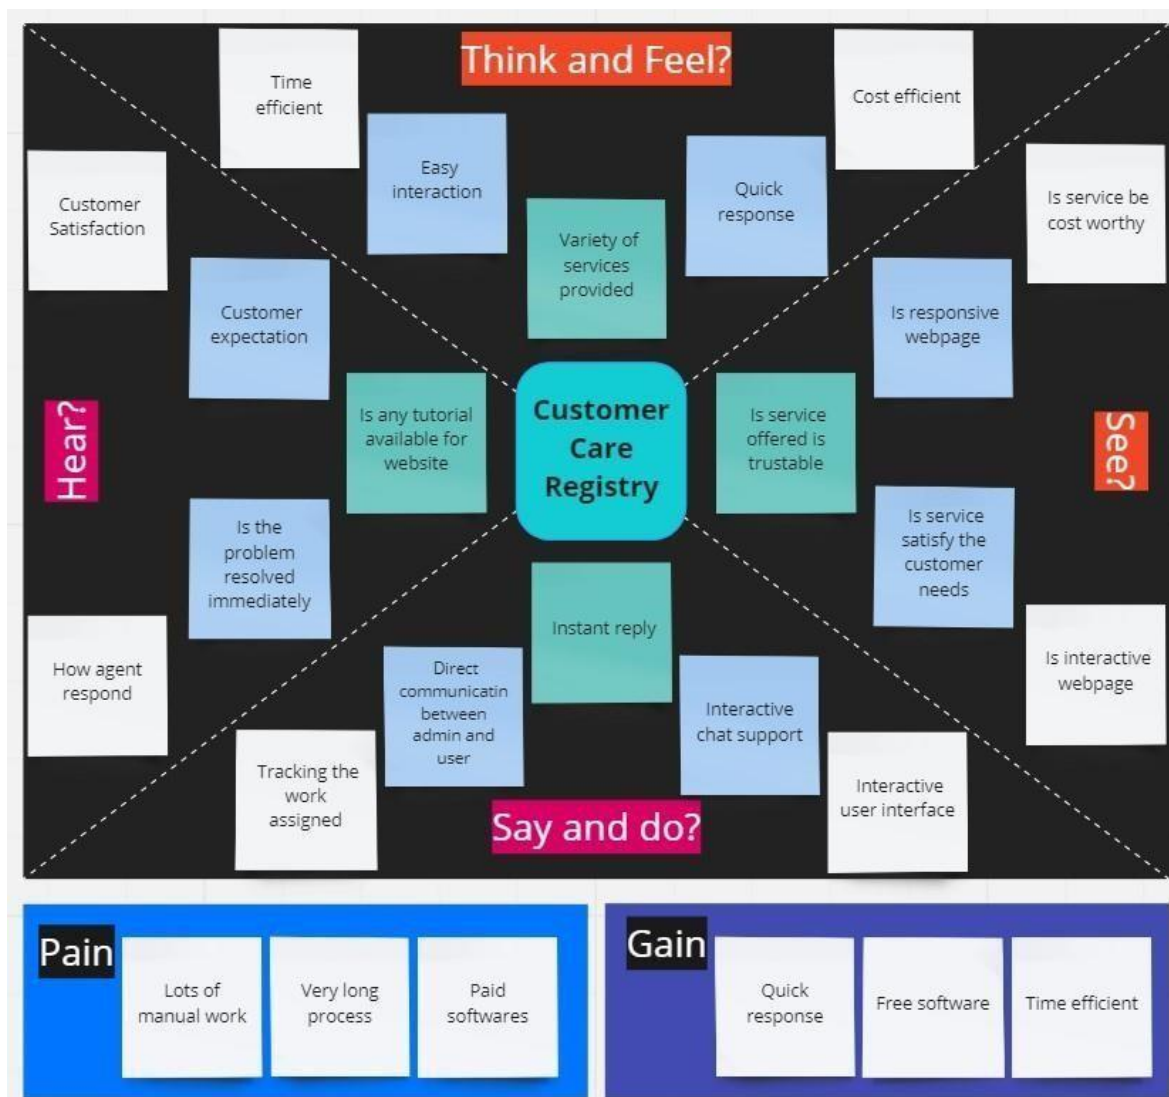 Think and Feel?
Time
efficient
Easy
interaction
Variety of
services
provided
Quick
response
Cost efficient
Hear?
Customer
Satisfaction
Customer
expectation
Is any tutorial
available for
website
Is the
problem
resolved
immediately
How agent
respond
Customer
Care
Registry
See?
Is service be
cost worthy
Is responsive
webpage
Is service
offered is
trustable
Is service
satisfy the
customer
needs
Is interactive
webpage
Say and do?
Tracking the
work
assigned
Direct
communicatin
between
admin and
user
Instant reply
Interactive
chat support
Interactive
user interface
Pain
Lots of
manual work
Very long
process
Paid
softwares
Gain
Quick
response
Free software
Time efficient